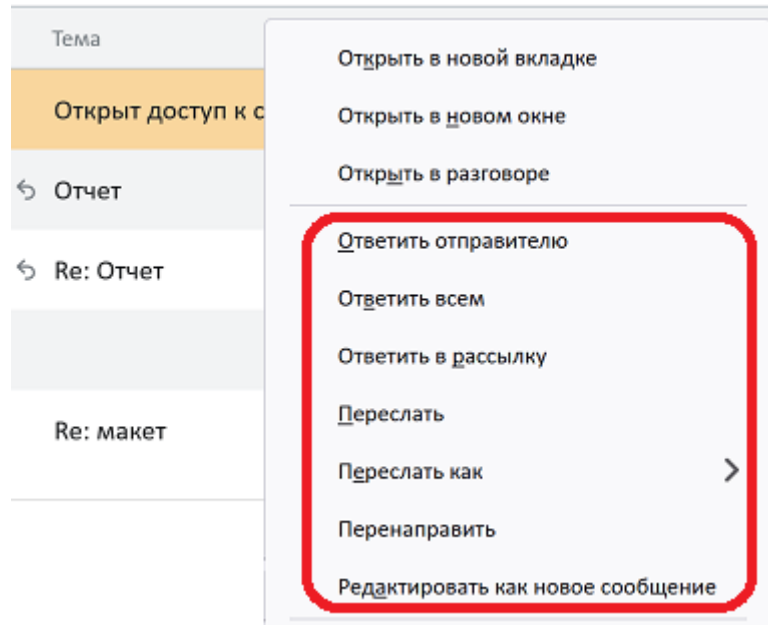 Тема
Открыт доступ к с
Отчет
Re: Отчет
Re: макет
Открыть в новой вкладке
Открыть в новом окне
Открыть в разговоре
Ответить отправителю
Ответить всем
Ответить в рассылку
Переслать
Переслать как
Перенаправить
Редактировать как новое сообщение